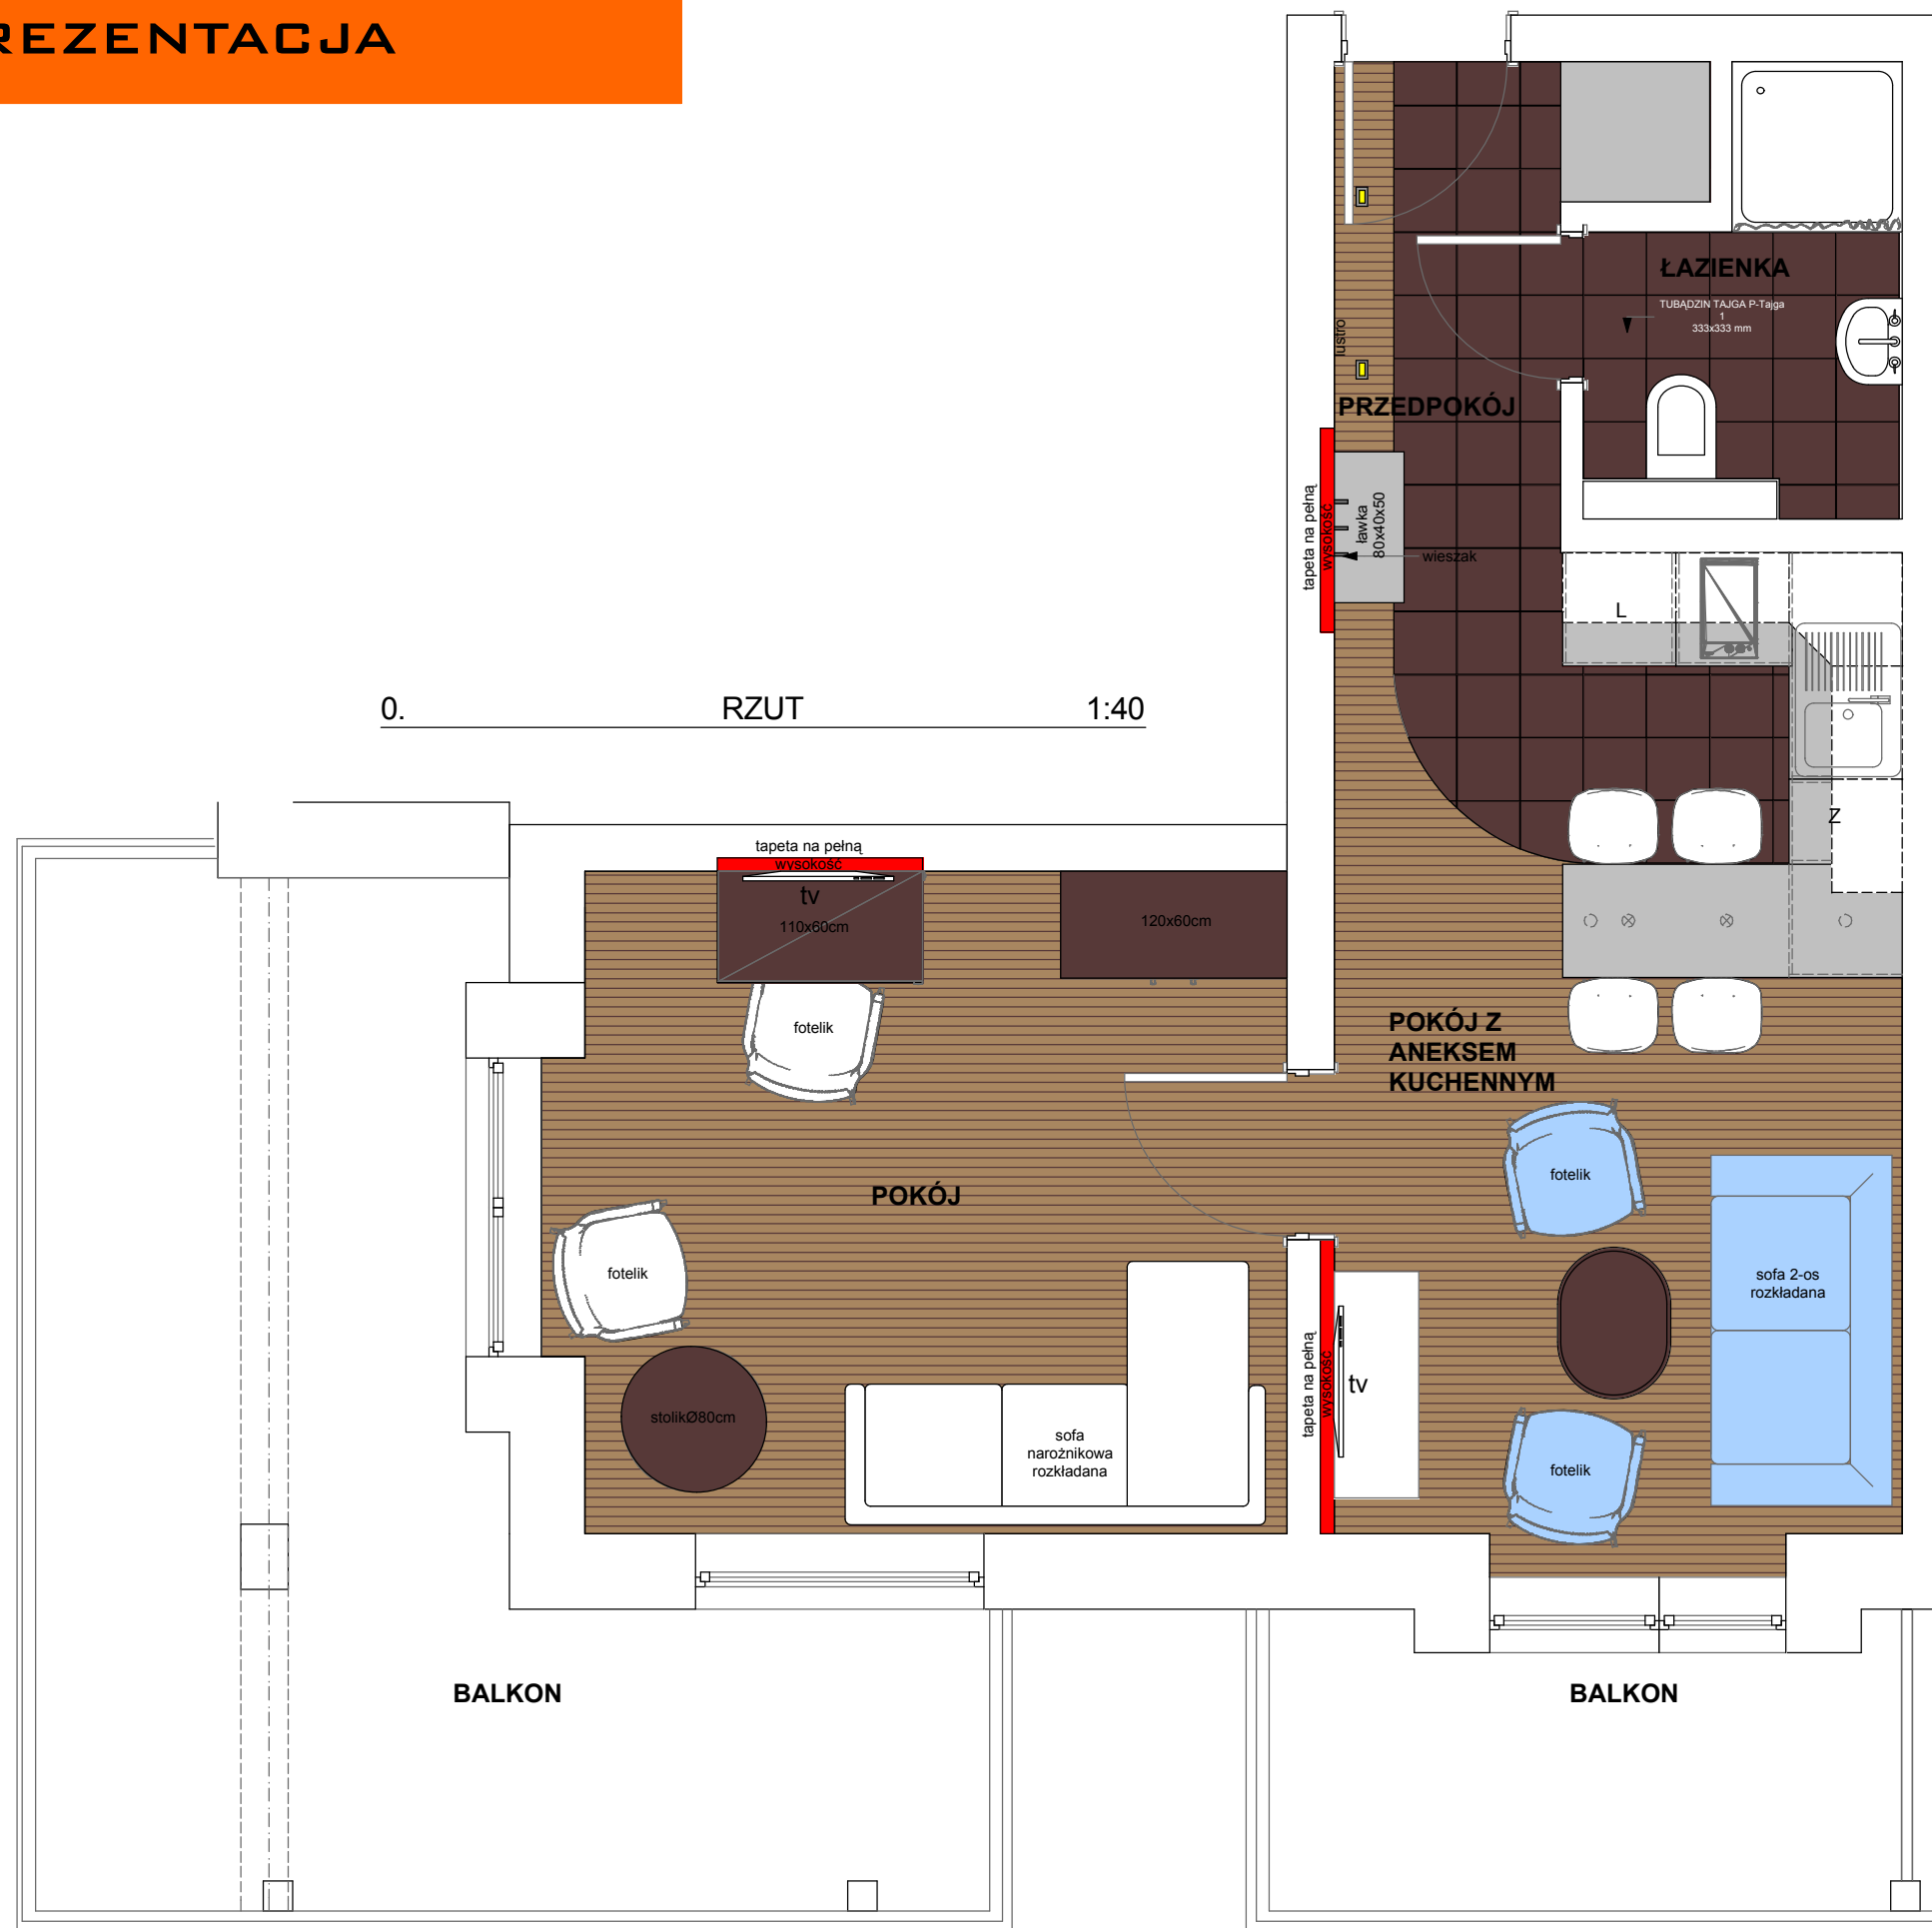 REZENTACJA
ŁAZIENKA
TUBĄDZIN TAJGA P-Tajga
1
333x333 mm
lustro
PRZEDPOKÓJ
tapeta na pełną
wysokość
ławka
80x40x50
wieszak
L
0. RZUT 1:40
Z
tapeta na pełną
wysokość
tv
110x60cm
120x60cm
fotelik
POKÓJ Z
ANEKSEM
KUCHENNYM
fotelik
POKÓJ
fotelik
sofa 2-os
rozkładana
tapeta na pełną
wysokość
tv
stolikØ80cm
sofa
narożnikowa
rozkładana
fotelik
BALKON
BALKON